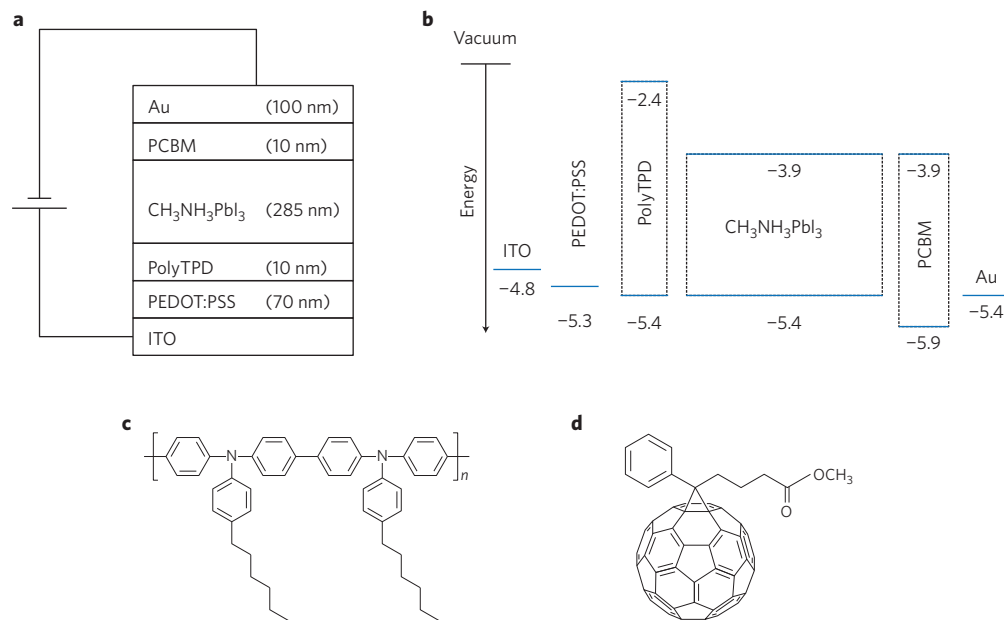 a
Au (100 nm)
PCBM (10 nm)
CH₃NH₃PbI₃ (285 nm)
PolyTPD (10 nm)
PEDOT:PSS (70 nm)
ITO
b
Vacuum
Energy
ITO
−4.8
PEDOT:PSS
−5.3
−2.4
PolyTPD
−5.4
−3.9
CH₃NH₃PbI₃
−5.4
−3.9
PCBM
−5.9
Au
−5.4
c
N
N
n
d
OCH₃
O